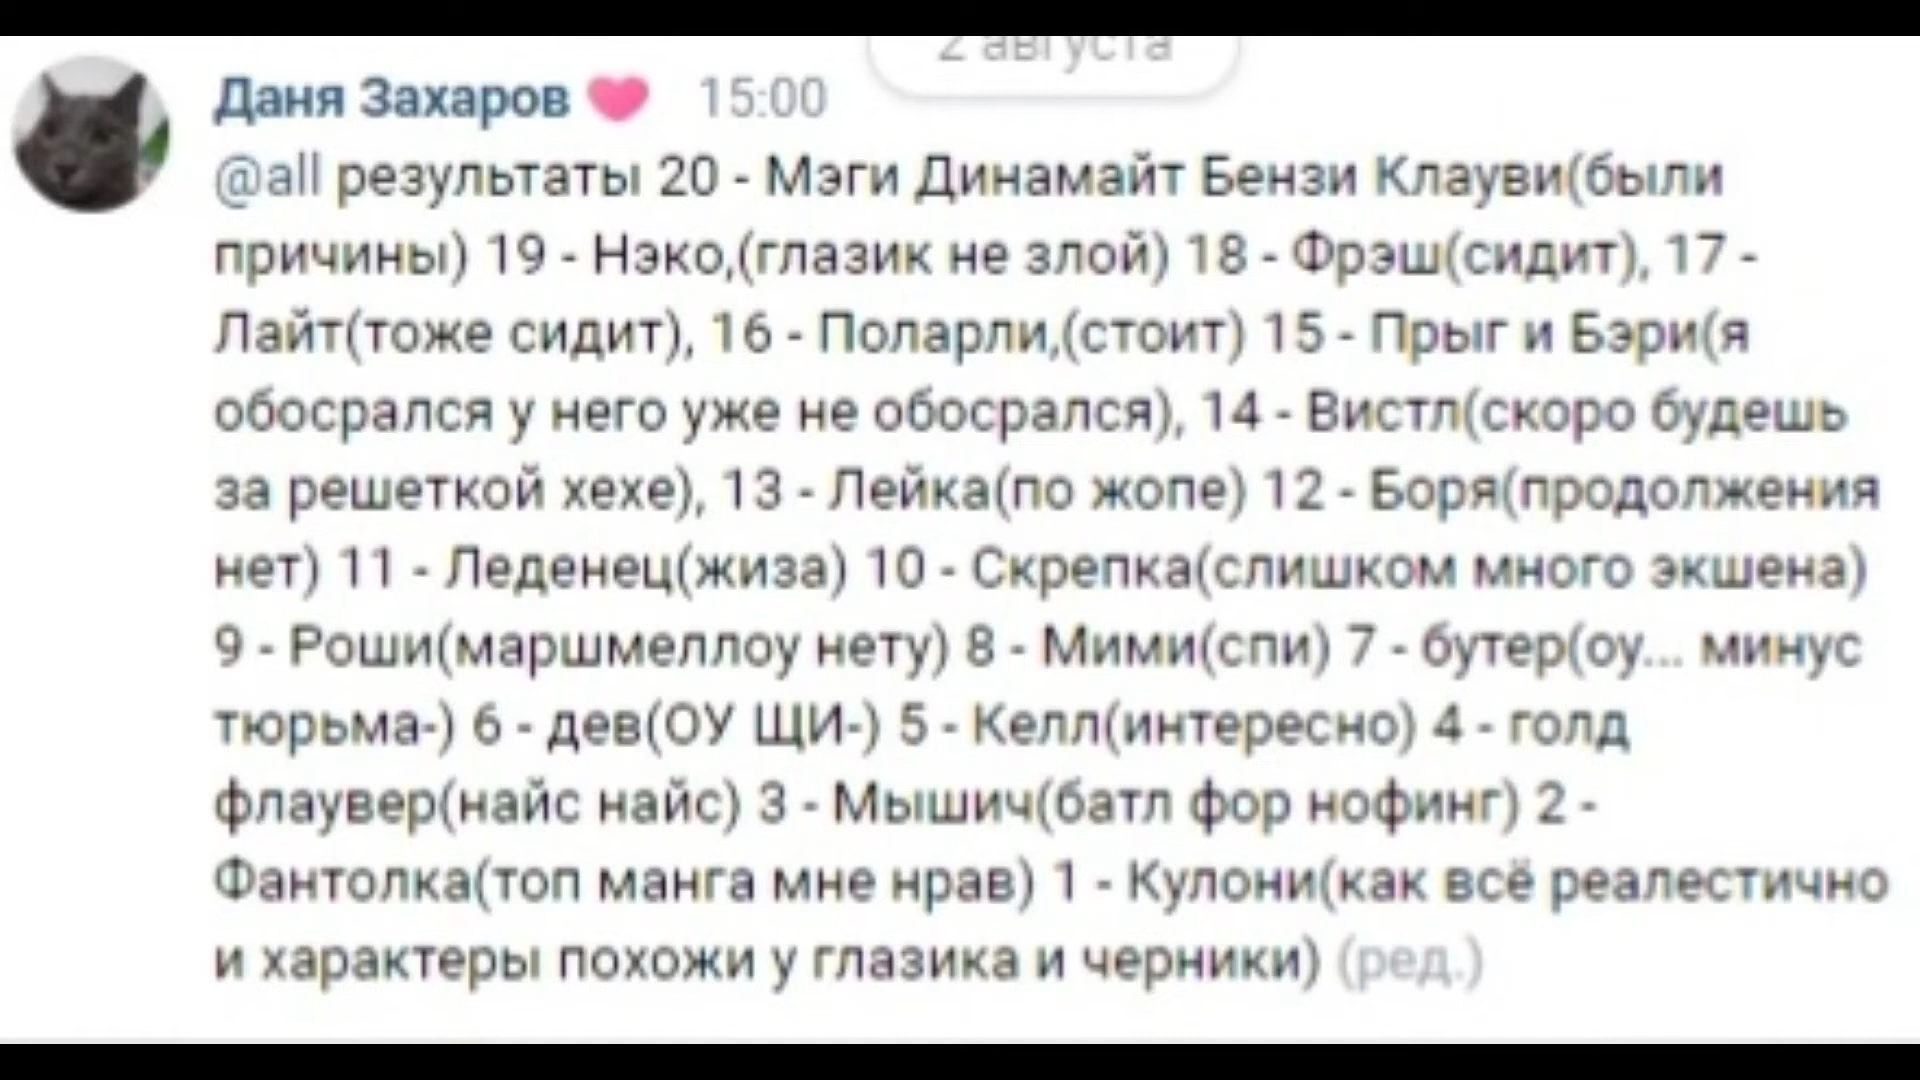 2 августа
Даня Захаров 15:00
@all результаты 20 - Мэги Динамайт Бензи Клауви(были
причины) 19 - Нэко,(глазик не злой) 18 - Фрэш(сидит), 17 -
Лайт(тоже сидит), 16 - Поларли,(стоит) 15 - Прыг и Бэри(я
обосрался у него уже не обосрался), 14 - Вистл(скоро будешь
за решеткой хехе), 13 - Лейка(по жопе) 12 - Боря(продолжения
нет) 11 - Леденец(жиза) 10 - Скрепка(слишком много экшена)
9 - Роши(маршмеллоу нету) 8 - Мими(спи) 7 - бутер(оу... минус
тюрьма-) 6 - дев(ОУ ЩИ-) 5 - Келл(интересно) 4 - голд
флаувер(найс найс) 3 - Мышич(батл фор нофинг) 2 -
Фантолка(топ манга мне нрав) 1 - Кулони(как всё реалестично
и характеры похожи у глазика и черники) (ред.)